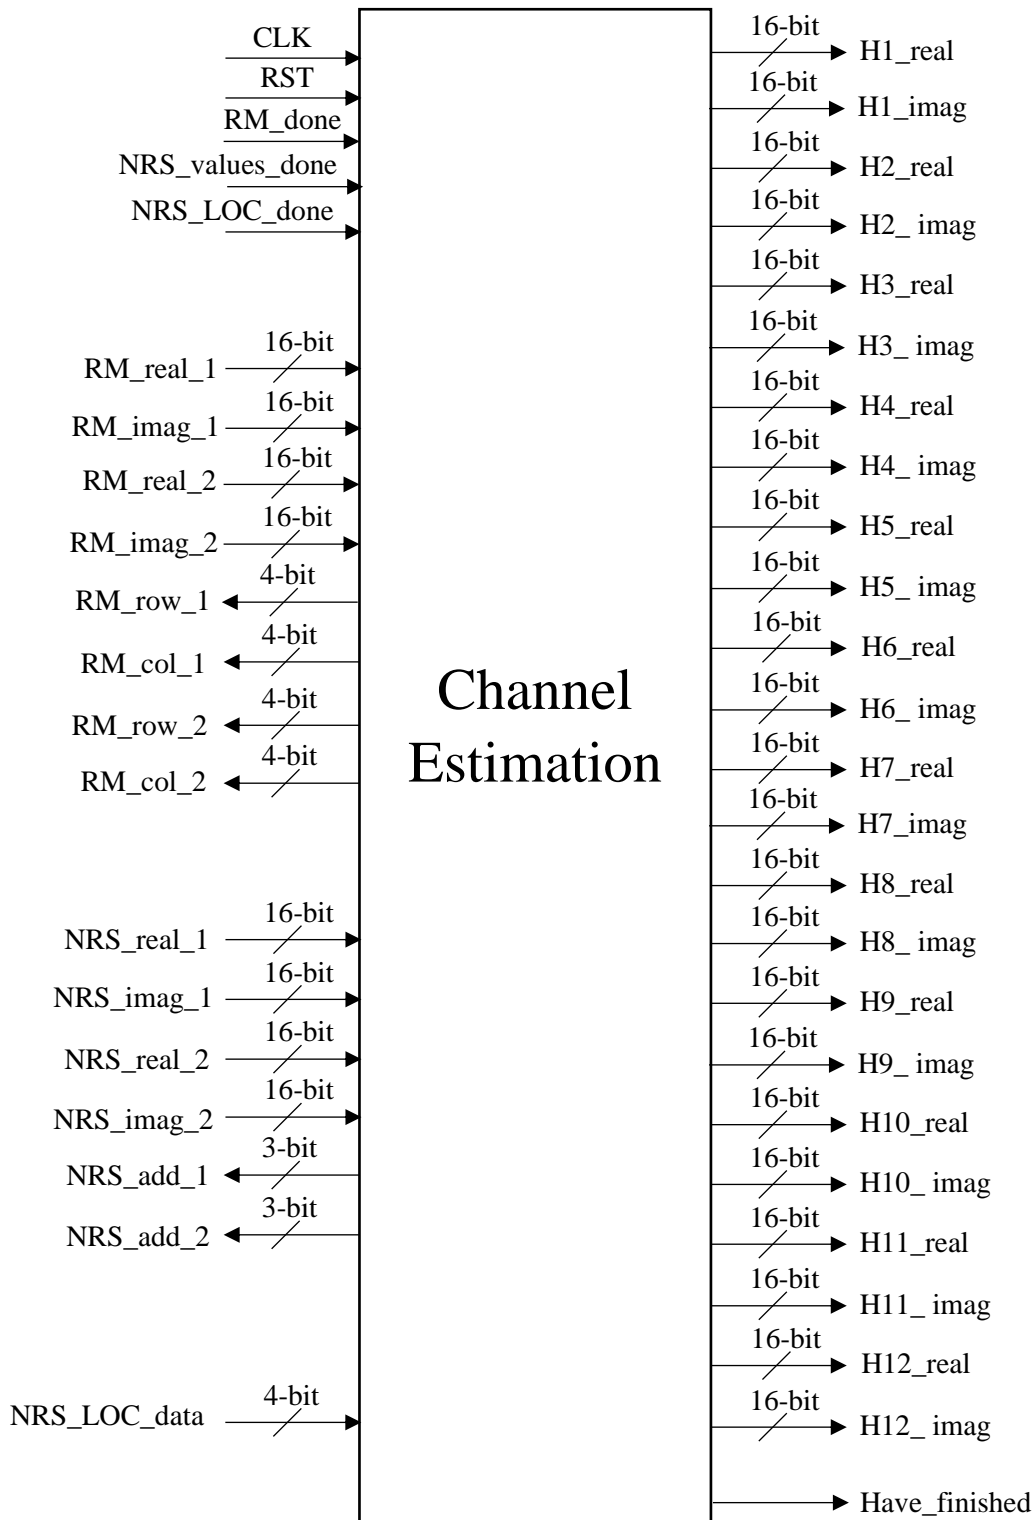 CLK
RST
RM_done
NRS_values_done
NRS_LOC_done
16-bit
RM_real_1
16-bit
RM_imag_1
16-bit
RM_real_2
16-bit
RM_imag_2
4-bit
RM_row_1
4-bit
RM_col_1
4-bit
RM_row_2
4-bit
RM_col_2
16-bit
NRS_real_1
16-bit
NRS_imag_1
16-bit
NRS_real_2
16-bit
NRS_imag_2
3-bit
NRS_add_1
3-bit
NRS_add_2
4-bit
NRS_LOC_data
Channel
Estimation
16-bit
H1_real
16-bit
H1_imag
16-bit
H2_real
16-bit
H2_ imag
16-bit
H3_real
16-bit
H3_ imag
16-bit
H4_real
16-bit
H4_ imag
16-bit
H5_real
16-bit
H5_ imag
16-bit
H6_real
16-bit
H6_ imag
16-bit
H7_real
16-bit
H7_imag
16-bit
H8_real
16-bit
H8_ imag
16-bit
H9_real
16-bit
H9_ imag
16-bit
H10_real
16-bit
H10_ imag
16-bit
H11_real
16-bit
H11_ imag
16-bit
H12_real
16-bit
H12_ imag
Have_finished